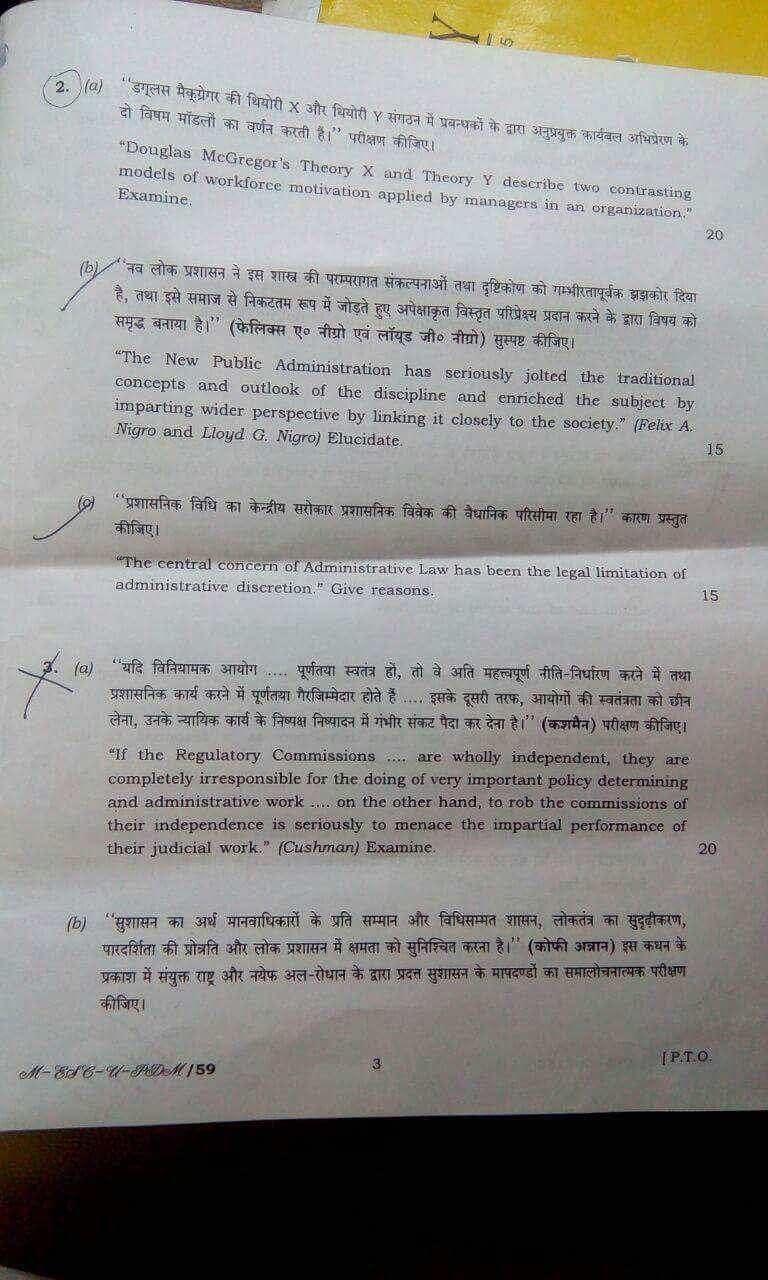 2. (a) "डगलस मैक्ग्रेगर की थियोरी X और थियोरी Y संगठन में प्रबन्धकों के द्वारा अनुप्रयुक्त कार्यबल अभिप्रेरण के
दो विषम मॉडलों का वर्णन करती हैं।" परीक्षण कीजिए।
"Douglas McGregor's Theory X and Theory Y describe two contrasting
models of workforce motivation applied by managers in an organization."
Examine.
20
(b) "नव लोक प्रशासन ने इस शास्त्र की परम्परागत संकल्पनाओं तथा दृष्टिकोण को गम्भीरतापूर्वक झझकोर दिया
है, तथा इसे समाज से निकटतम रूप में जोड़ते हुए अपेक्षाकृत विस्तृत परिप्रेक्ष्य प्रदान करने के द्वारा विषय को
समृद्ध बनाया है।" (फेलिक्स ए० नीग्रो एवं लॉयूड जी० नीग्रो) सुस्पष्ट कीजिए।
"The New Public Administration has seriously jolted the traditional
concepts and outlook of the discipline and enriched the subject by
imparting wider perspective by linking it closely to the society." (Felix A.
Nigro and Lloyd G. Nigro) Elucidate.
15
(c) "प्रशासनिक विधि का केन्द्रीय सरोकार प्रशासनिक विवेक की वैधानिक परिसीमा रहा है।" कारण प्रस्तुत
कीजिए।
"The central concern of Administrative Law has been the legal limitation of
administrative discretion." Give reasons.
15
3. (a) "यदि विनियामक आयोग .... पूर्णतया स्वतंत्र हों, तो वे अति महत्त्वपूर्ण नीति-निर्धारण करने में तथा
प्रशासनिक कार्य करने में पूर्णतया गैरजिम्मेदार होते हैं .... इसके दूसरी तरफ, आयोगों की स्वतंत्रता को छीन
लेना, उनके न्यायिक कार्य के निष्पक्ष निष्पादन में गंभीर संकट पैदा कर देना है।" (कशमैन) परीक्षण कीजिए।
"If the Regulatory Commissions .... are wholly independent, they are
completely irresponsible for the doing of very important policy determining
and administrative work .... on the other hand, to rob the commissions of
their independence is seriously to menace the impartial performance of
their judicial work." (Cushman) Examine.
20
(b) "सुशासन का अर्थ मानवाधिकारों के प्रति सम्मान और विधिसम्मत शासन, लोकतंत्र का सुदृढ़ीकरण,
पारदर्शिता की प्रोन्नति और लोक प्रशासन में क्षमता को सुनिश्चित करना है।" (कोफी अन्नान) इस कथन के
प्रकाश में संयुक्त राष्ट्र और नयेफ अल-रोधान के द्वारा प्रदत्त सुशासन के मापदण्डों का समालोचनात्मक परीक्षण
कीजिए।
M-ESC-U-PDM/59
3
[ P.T.O.